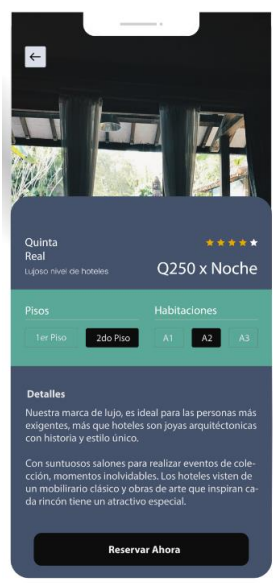 Quinta
Real
Lujoso nivel de hoteles
Q250 x Noche
Pisos
Habitaciones
1er Piso
2do Piso
A1
A2
A3
Detalles
Nuestra marca de lujo, es ideal para las personas más
exigentes, más que hoteles son joyas arquitéctonicas
con historia y estilo único.
Con suntuosos salones para realizar eventos de cole-
cción, momentos inolvidables. Los hoteles visten de
un mobilirario clásico y obras de arte que inspiran ca-
da rincón tiene un atractivo especial.
Reservar Ahora